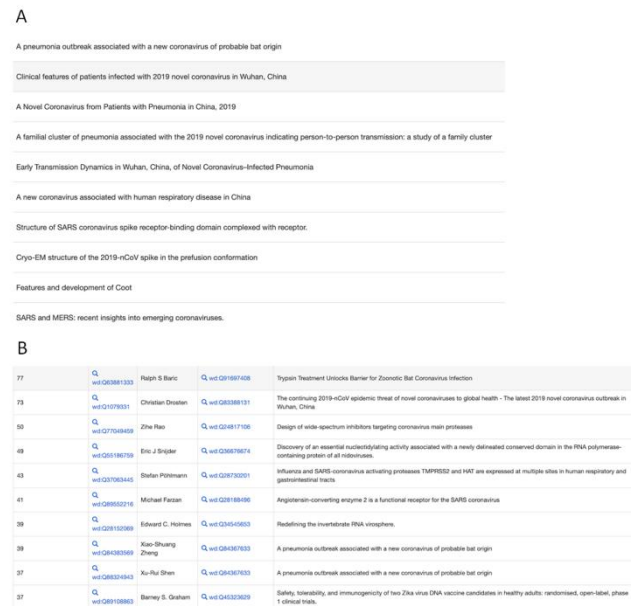 A
A pneumonia outbreak associated with a new coronavirus of probable bat origin
Clinical features of patients infected with 2019 novel coronavirus in Wuhan, China
A Novel Coronavirus from Patients with Pneumonia in China, 2019
A familial cluster of pneumonia associated with the 2019 novel coronavirus indicating person-to-person transmission: a study of a family cluster
Early Transmission Dynamics in Wuhan, China, of Novel Coronavirus–Infected Pneumonia
A new coronavirus associated with human respiratory disease in China
Structure of SARS coronavirus spike receptor-binding domain complexed with receptor.
Cryo-EM structure of the 2019-nCoV spike in the prefusion conformation
Features and development of Coot
SARS and MERS: recent insights into emerging coronaviruses.
B
77 wd:Q63881333 Ralph S Baric wd:Q91697408 Trypsin Treatment Unlocks Barrier for Zoonotic Bat Coronavirus Infection
73 wd:Q1079331 Christian Drosten wd:Q83388131 The continuing 2019-nCoV epidemic threat of novel coronaviruses to global health - The latest 2019 novel coronavirus outbreak in
Wuhan, China
50 wd:Q77049459 Zihe Rao wd:Q24817106 Design of wide-spectrum inhibitors targeting coronavirus main proteases
49 wd:Q55186759 Eric J Snijder wd:Q36876674 Discovery of an essential nucleotidylating activity associated with a newly delineated conserved domain in the RNA polymerase-
containing protein of all nidoviruses.
43 wd:Q37063445 Stefan Pöhlmann wd:Q28730201 Influenza and SARS-coronavirus activating proteases TMPRSS2 and HAT are expressed at multiple sites in human respiratory and
gastrointestinal tracts
41 wd:Q89552216 Michael Farzan wd:Q28188490 Angiotensin-converting enzyme 2 is a functional receptor for the SARS coronavirus
39 wd:Q28152069 Edward C. Holmes wd:Q34545653 Redefining the invertebrate RNA virosphere.
39 wd:Q84383569 Xiao-Shuang
Zheng wd:Q84367633 A pneumonia outbreak associated with a new coronavirus of probable bat origin
37 wd:Q88324943 Xu-Rui Shen wd:Q84367633 A pneumonia outbreak associated with a new coronavirus of probable bat origin
37 wd:Q89108863 Barney S. Graham wd:Q45323629 Safety, tolerability, and immunogenicity of two Zika virus DNA vaccine candidates in healthy adults: randomised, open-label, phase
1 clinical trials.